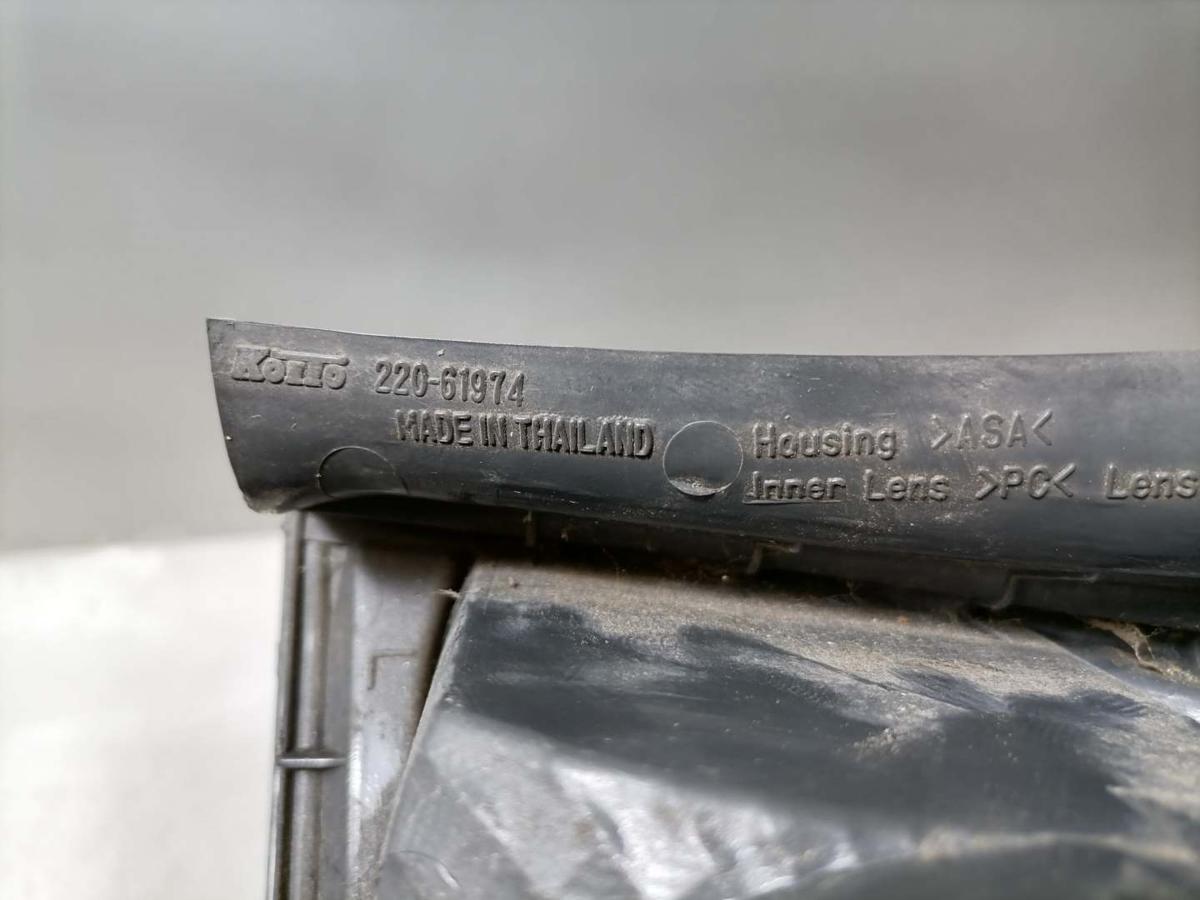 KOITO 220-61974
MADE IN THAILAND
Housing >ASA<
Inner Lens >PC< Lens